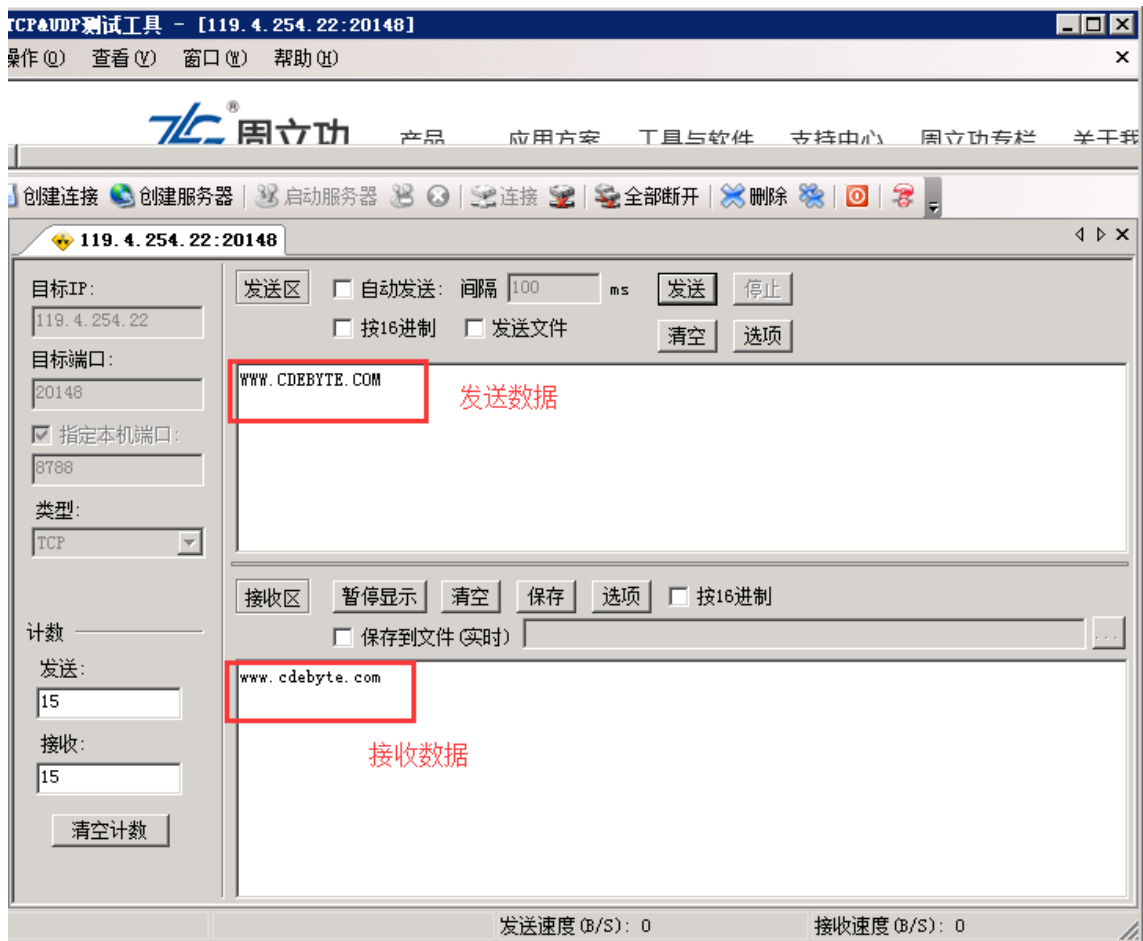 TCP&UDP测试工具 - [119.4.254.22:20148]
操作(O) 查看(V) 窗口(W) 帮助(H)
周立功 产品 应用方案 工具与软件 支持中心 周立功专栏 关于我
创建连接 创建服务器 启动服务器 连接 全部断开 删除
119.4.254.22:20148
目标IP:
119.4.254.22
目标端口:
20148
指定本机端口:
8788
类型:
TCP
计数
发送:
15
接收:
15
清空计数
发送区 自动发送: 间隔 100 ms 发送 停止
按16进制 发送文件 清空 选项
WWW.CDEBYTE.COM
发送数据
接收区 暂停显示 清空 保存 选项 按16进制
保存到文件(实时) ...
www.cdebyte.com
接收数据
发送速度(B/S): 0 接收速度(B/S): 0